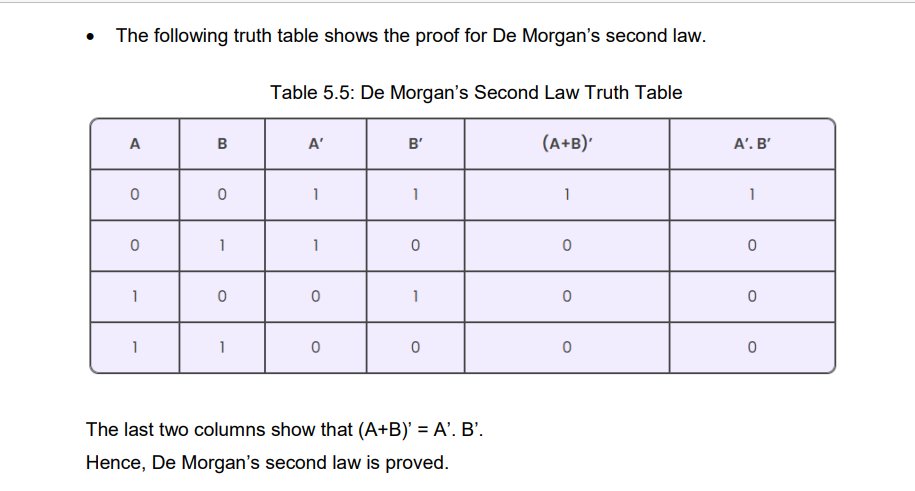 • The following truth table shows the proof for De Morgan’s second law.
Table 5.5: De Morgan’s Second Law Truth Table
A B A′ B′ (A+B)′ A′. B′
0 0 1 1 1 1
0 1 1 0 0 0
1 0 0 1 0 0
1 1 0 0 0 0
The last two columns show that (A+B)’ = A’. B’.
Hence, De Morgan’s second law is proved.